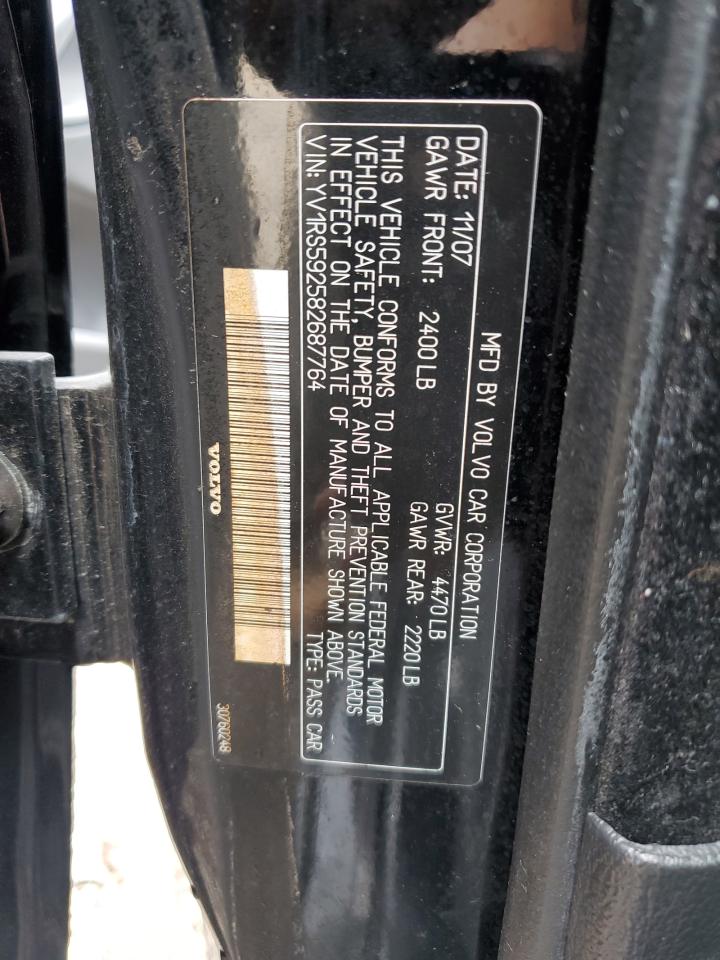 MFD BY VOLVO CAR CORPORATION
DATE: 11/07 GVWR: 4470 LB
GAWR FRONT: 2400 LB GAWR REAR: 2220 LB
THIS VEHICLE CONFORMS TO ALL APPLICABLE FEDERAL MOTOR
VEHICLE SAFETY, BUMPER AND THEFT PREVENTION STANDARDS
IN EFFECT ON THE DATE OF MANUFACTURE SHOWN ABOVE.
VIN: YV1RS592582687764 TYPE: PASS CAR
VOLVO
30760248